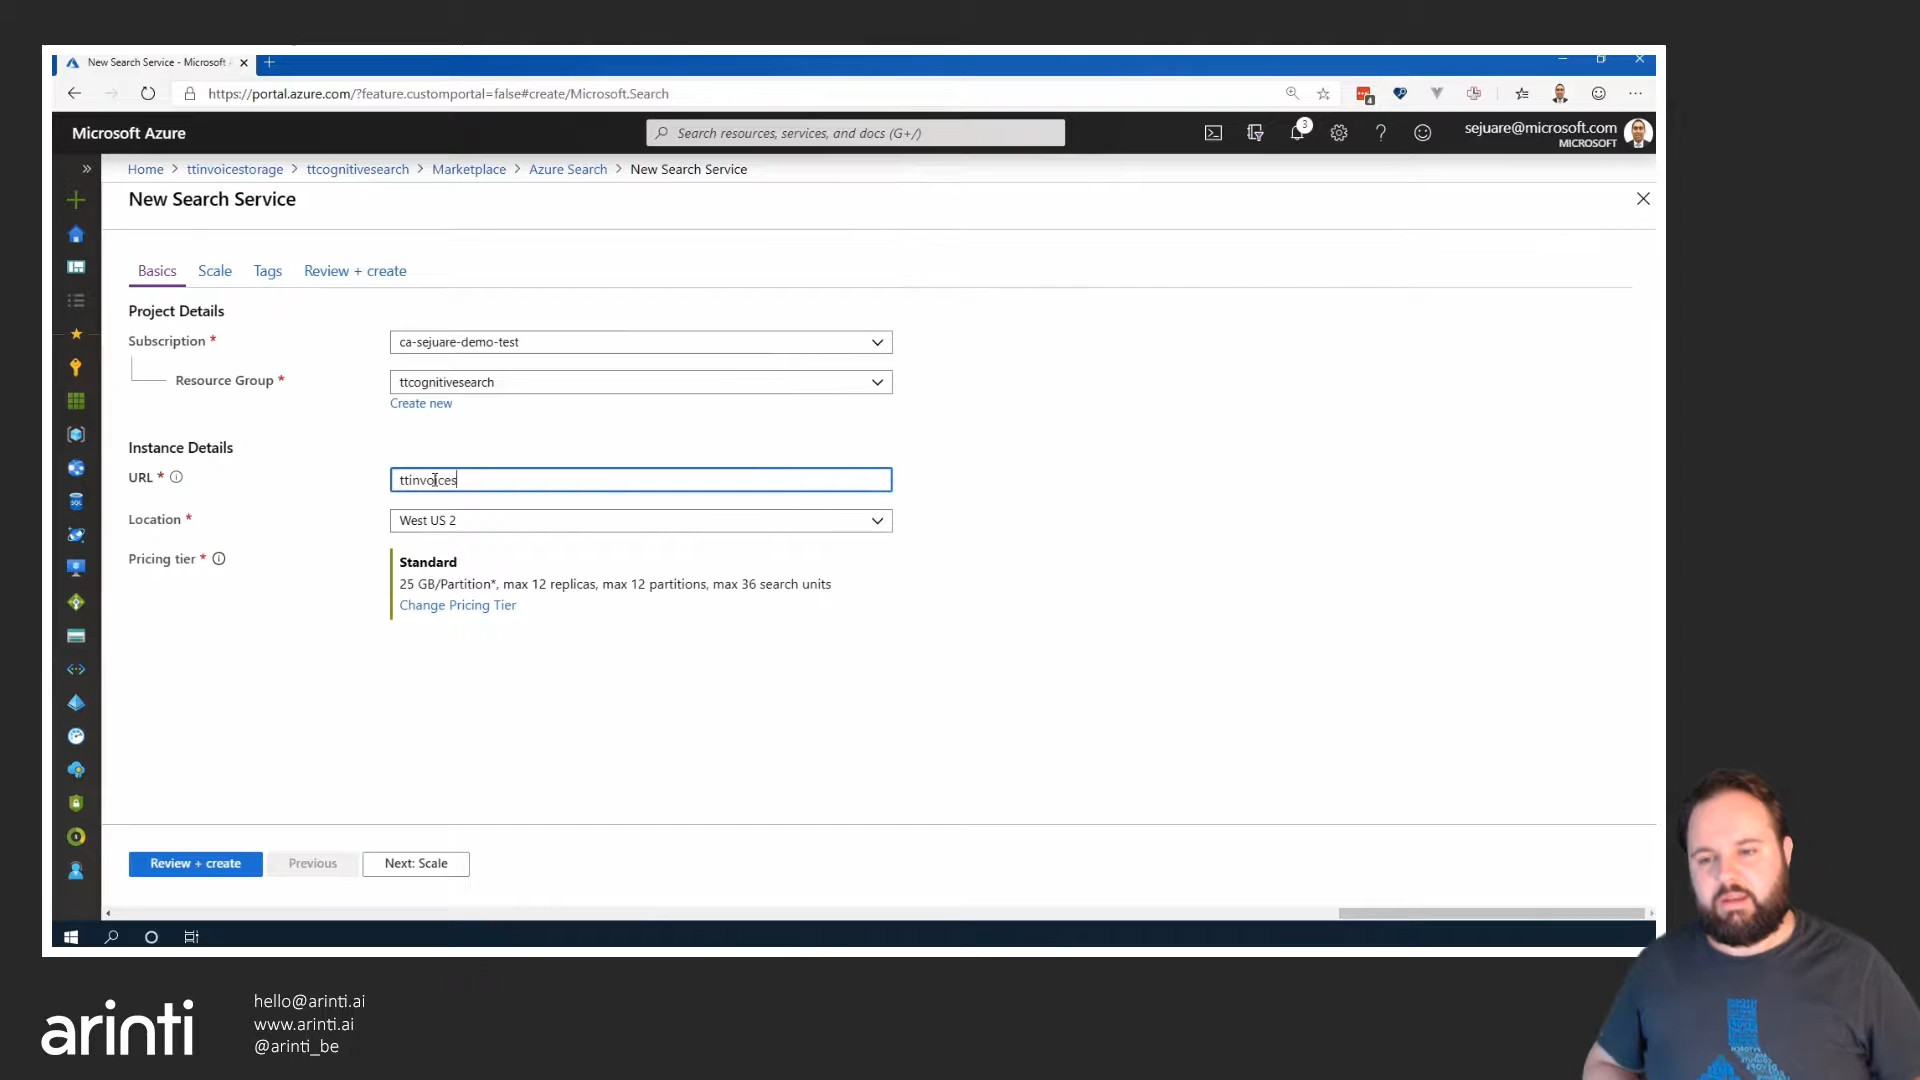 New Search Service - Microsoft
https://portal.azure.com/?feature.customportal=false#create/Microsoft.Search
4
Microsoft Azure
Search resources, services, and docs (G+/)
3
sejuare@microsoft.com
MICROSOFT
Home > ttinvoicestorage > ttcognitivesearch > Marketplace > Azure Search > New Search Service
New Search Service
Basics
Scale
Tags
Review + create
Project Details
Subscription *
ca-sejuare-demo-test
Resource Group *
ttcognitivesearch
Create new
Instance Details
URL *
ttinvoices
Location *
West US 2
Pricing tier *
Standard
25 GB/Partition*, max 12 replicas, max 12 partitions, max 36 search units
Change Pricing Tier
Review + create
Previous
Next: Scale
arinti
hello@arinti.ai
www.arinti.ai
@arinti_be